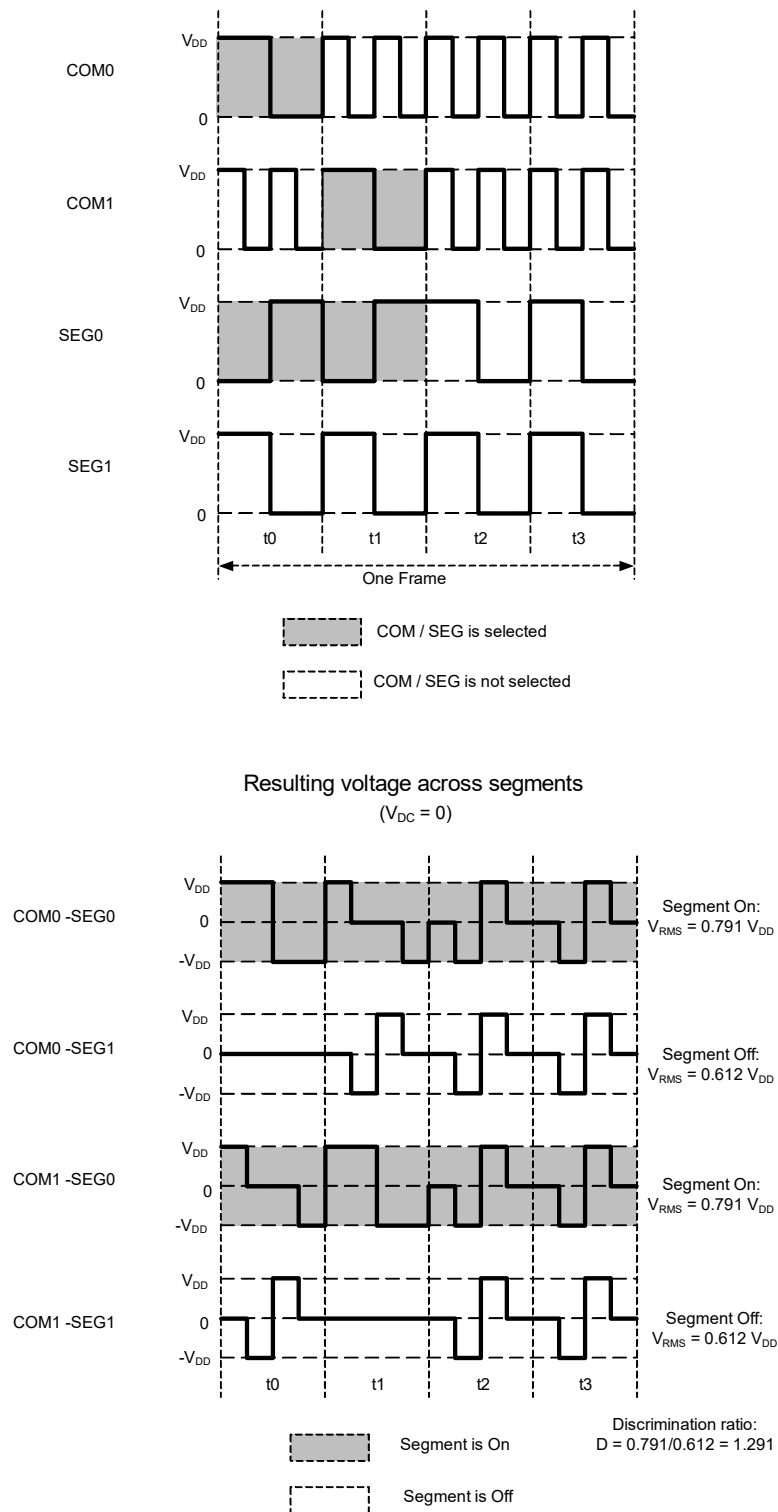 VDD
COM0
0
VDD
COM1
0
VDD
SEG0
0
VDD
SEG1
0
t0 t1 t2 t3
One Frame
COM / SEG is selected
COM / SEG is not selected
Resulting voltage across segments
(VDC = 0)
VDD
COM0 -SEG0 0
-VDD
Segment On:
VRMS = 0.791 VDD
VDD
COM0 -SEG1 0
-VDD
Segment Off:
VRMS = 0.612 VDD
VDD
COM1 -SEG0 0
-VDD
Segment On:
VRMS = 0.791 VDD
VDD
COM1 -SEG1 0
-VDD
Segment Off:
VRMS = 0.612 VDD
t0 t1 t2 t3
Segment is On
Segment is Off
Discrimination ratio:
D = 0.791/0.612 = 1.291